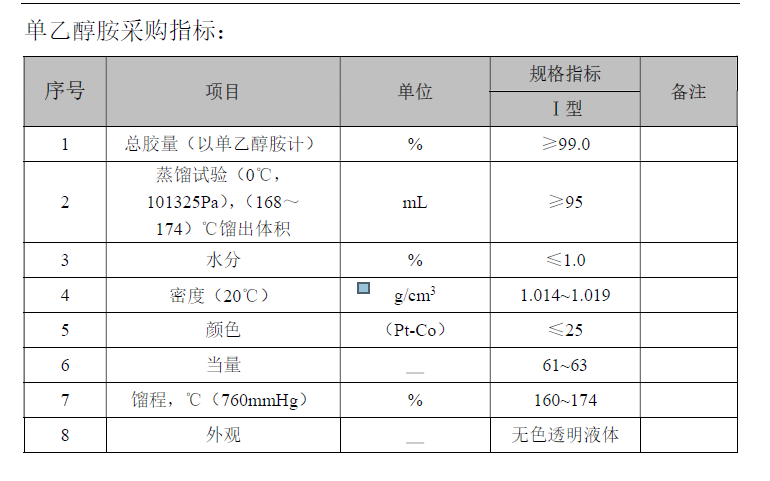 单乙醇胺采购指标：
序号 项目 单位 规格指标 备注
Ⅰ型
1 总胶量（以单乙醇胺计） % ≥99.0
2 蒸馏试验（0℃，101325Pa），（168～174）℃馏出体积 mL ≥95
3 水分 % ≤1.0
4 密度（20℃） g/cm³ 1.014~1.019
5 颜色 （Pt-Co） ≤25
6 当量 — 61~63
7 馏程，℃（760mmHg） % 160~174
8 外观 — 无色透明液体